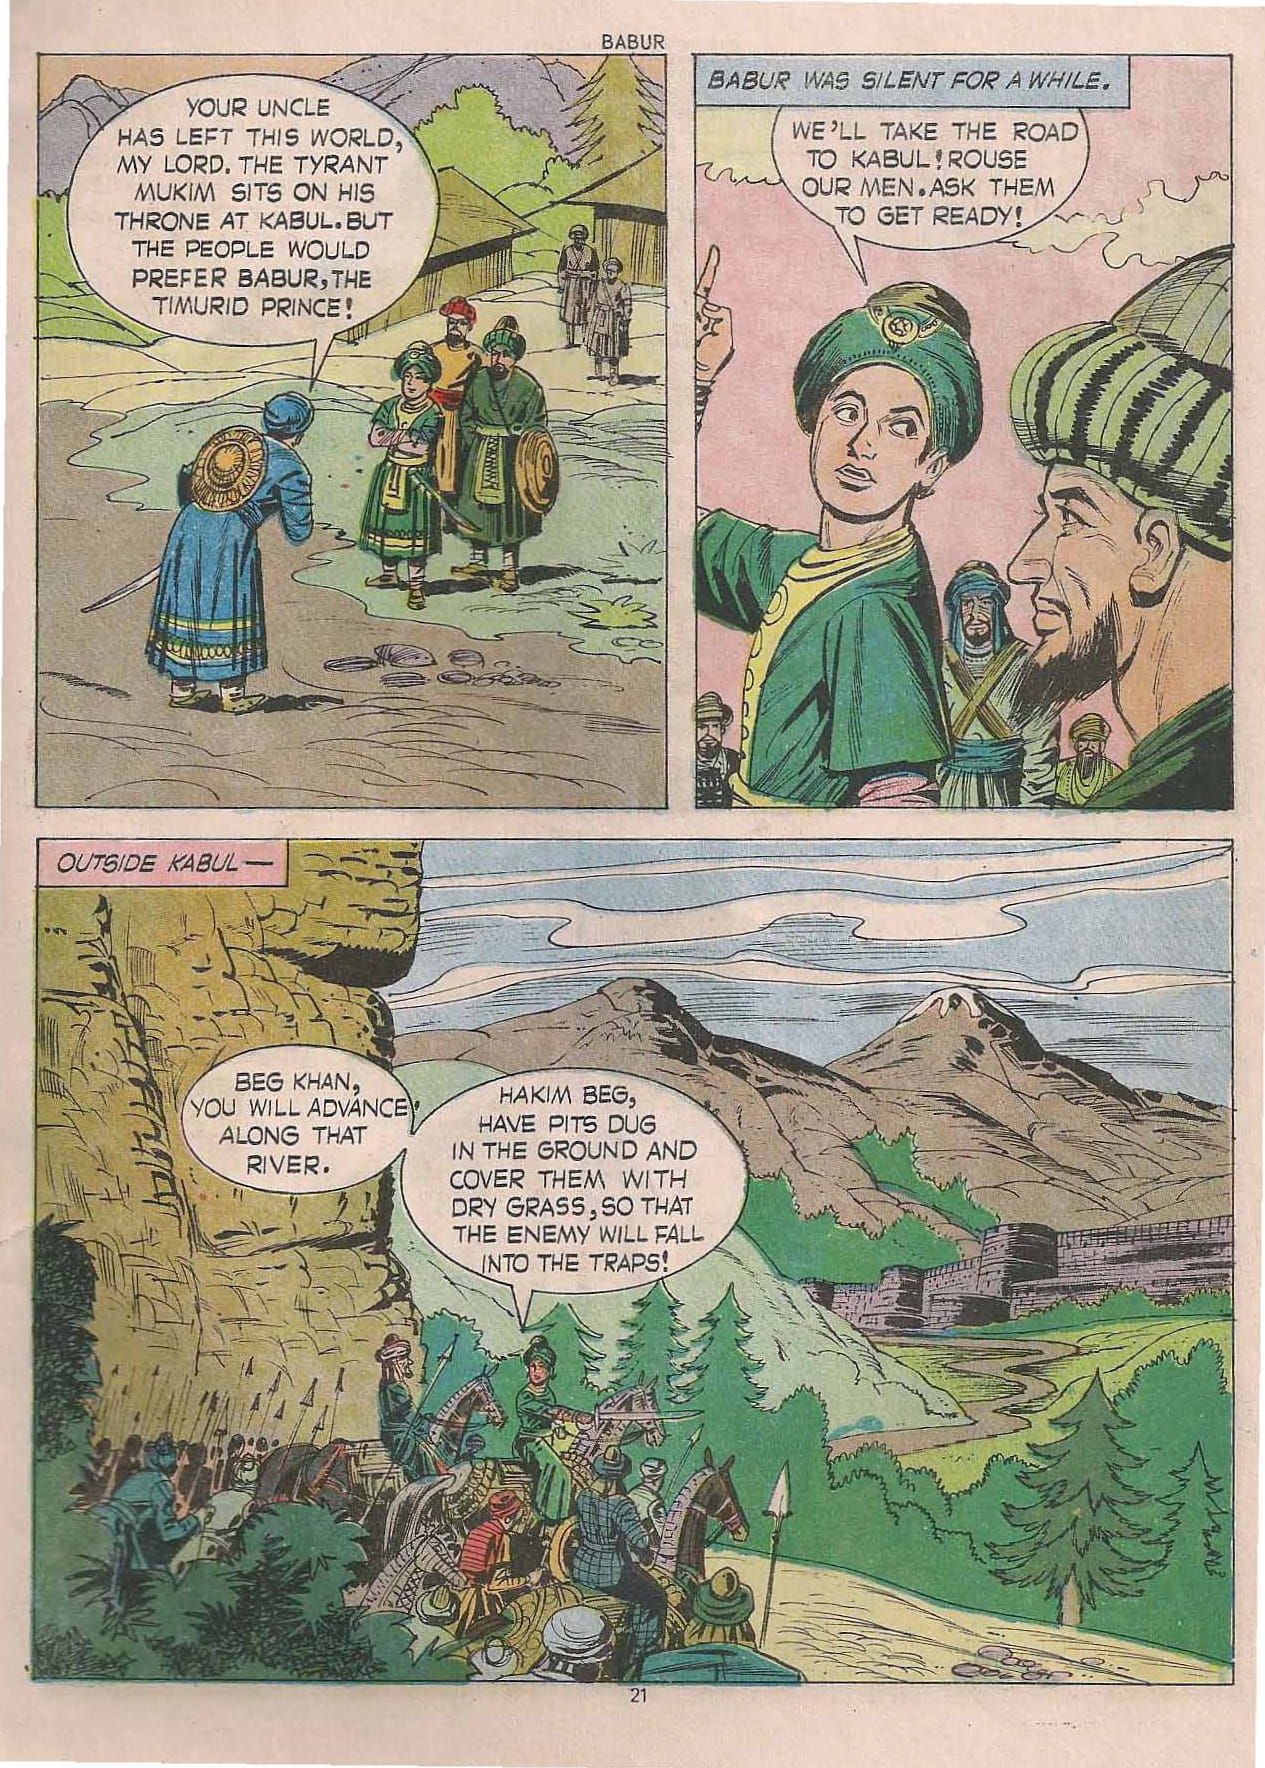 BABUR
YOUR UNCLE
HAS LEFT THIS WORLD,
MY LORD. THE TYRANT
MUKIM SITS ON HIS
THRONE AT KABUL. BUT
THE PEOPLE WOULD
PREFER BABUR, THE
TIMURID PRINCE!
BABUR WAS SILENT FOR A WHILE.
WE'LL TAKE THE ROAD
TO KABUL! ROUSE
OUR MEN. ASK THEM
TO GET READY!
OUTSIDE KABUL —
BEG KHAN,
YOU WILL ADVANCE
ALONG THAT
RIVER.
HAKIM BEG,
HAVE PITS DUG
IN THE GROUND AND
COVER THEM WITH
DRY GRASS, SO THAT
THE ENEMY WILL FALL
INTO THE TRAPS!
21